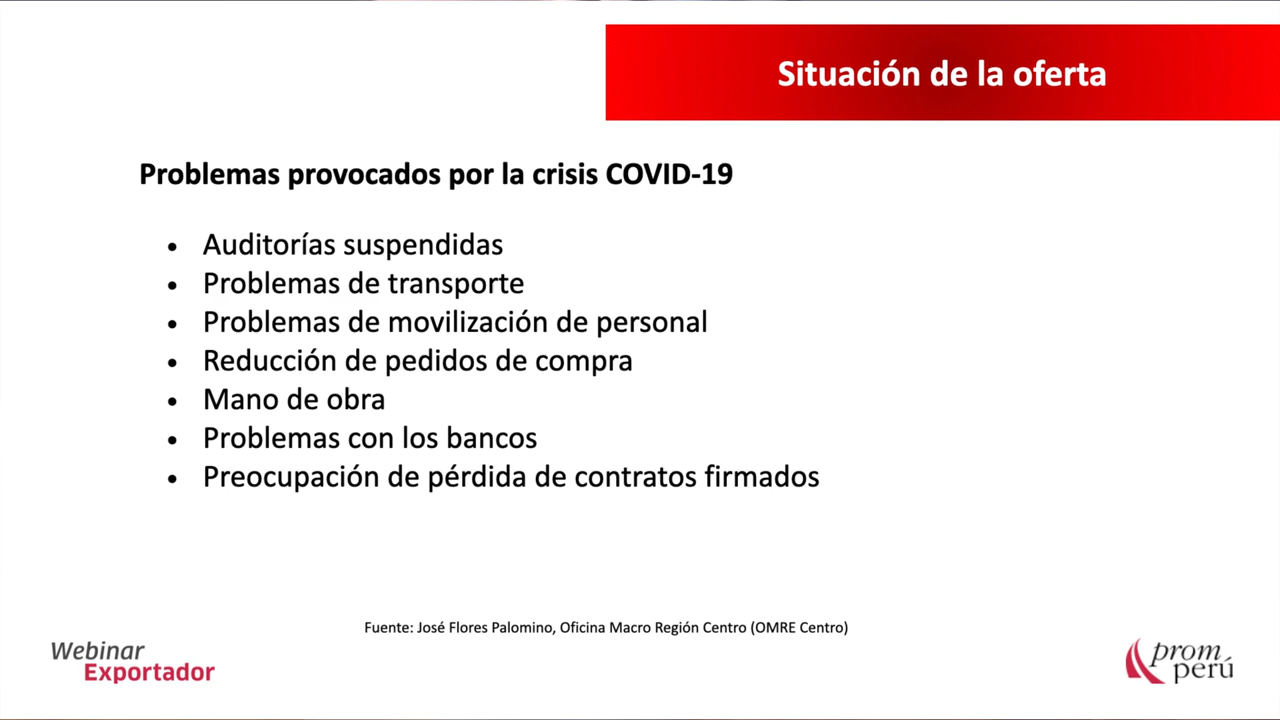 Situación de la oferta
Problemas provocados por la crisis COVID-19
• Auditorías suspendidas
• Problemas de transporte
• Problemas de movilización de personal
• Reducción de pedidos de compra
• Mano de obra
• Problemas con los bancos
• Preocupación de pérdida de contratos firmados
Fuente: José Flores Palomino, Oficina Macro Región Centro (OMRE Centro)
Webinar
Exportador
prom
perú